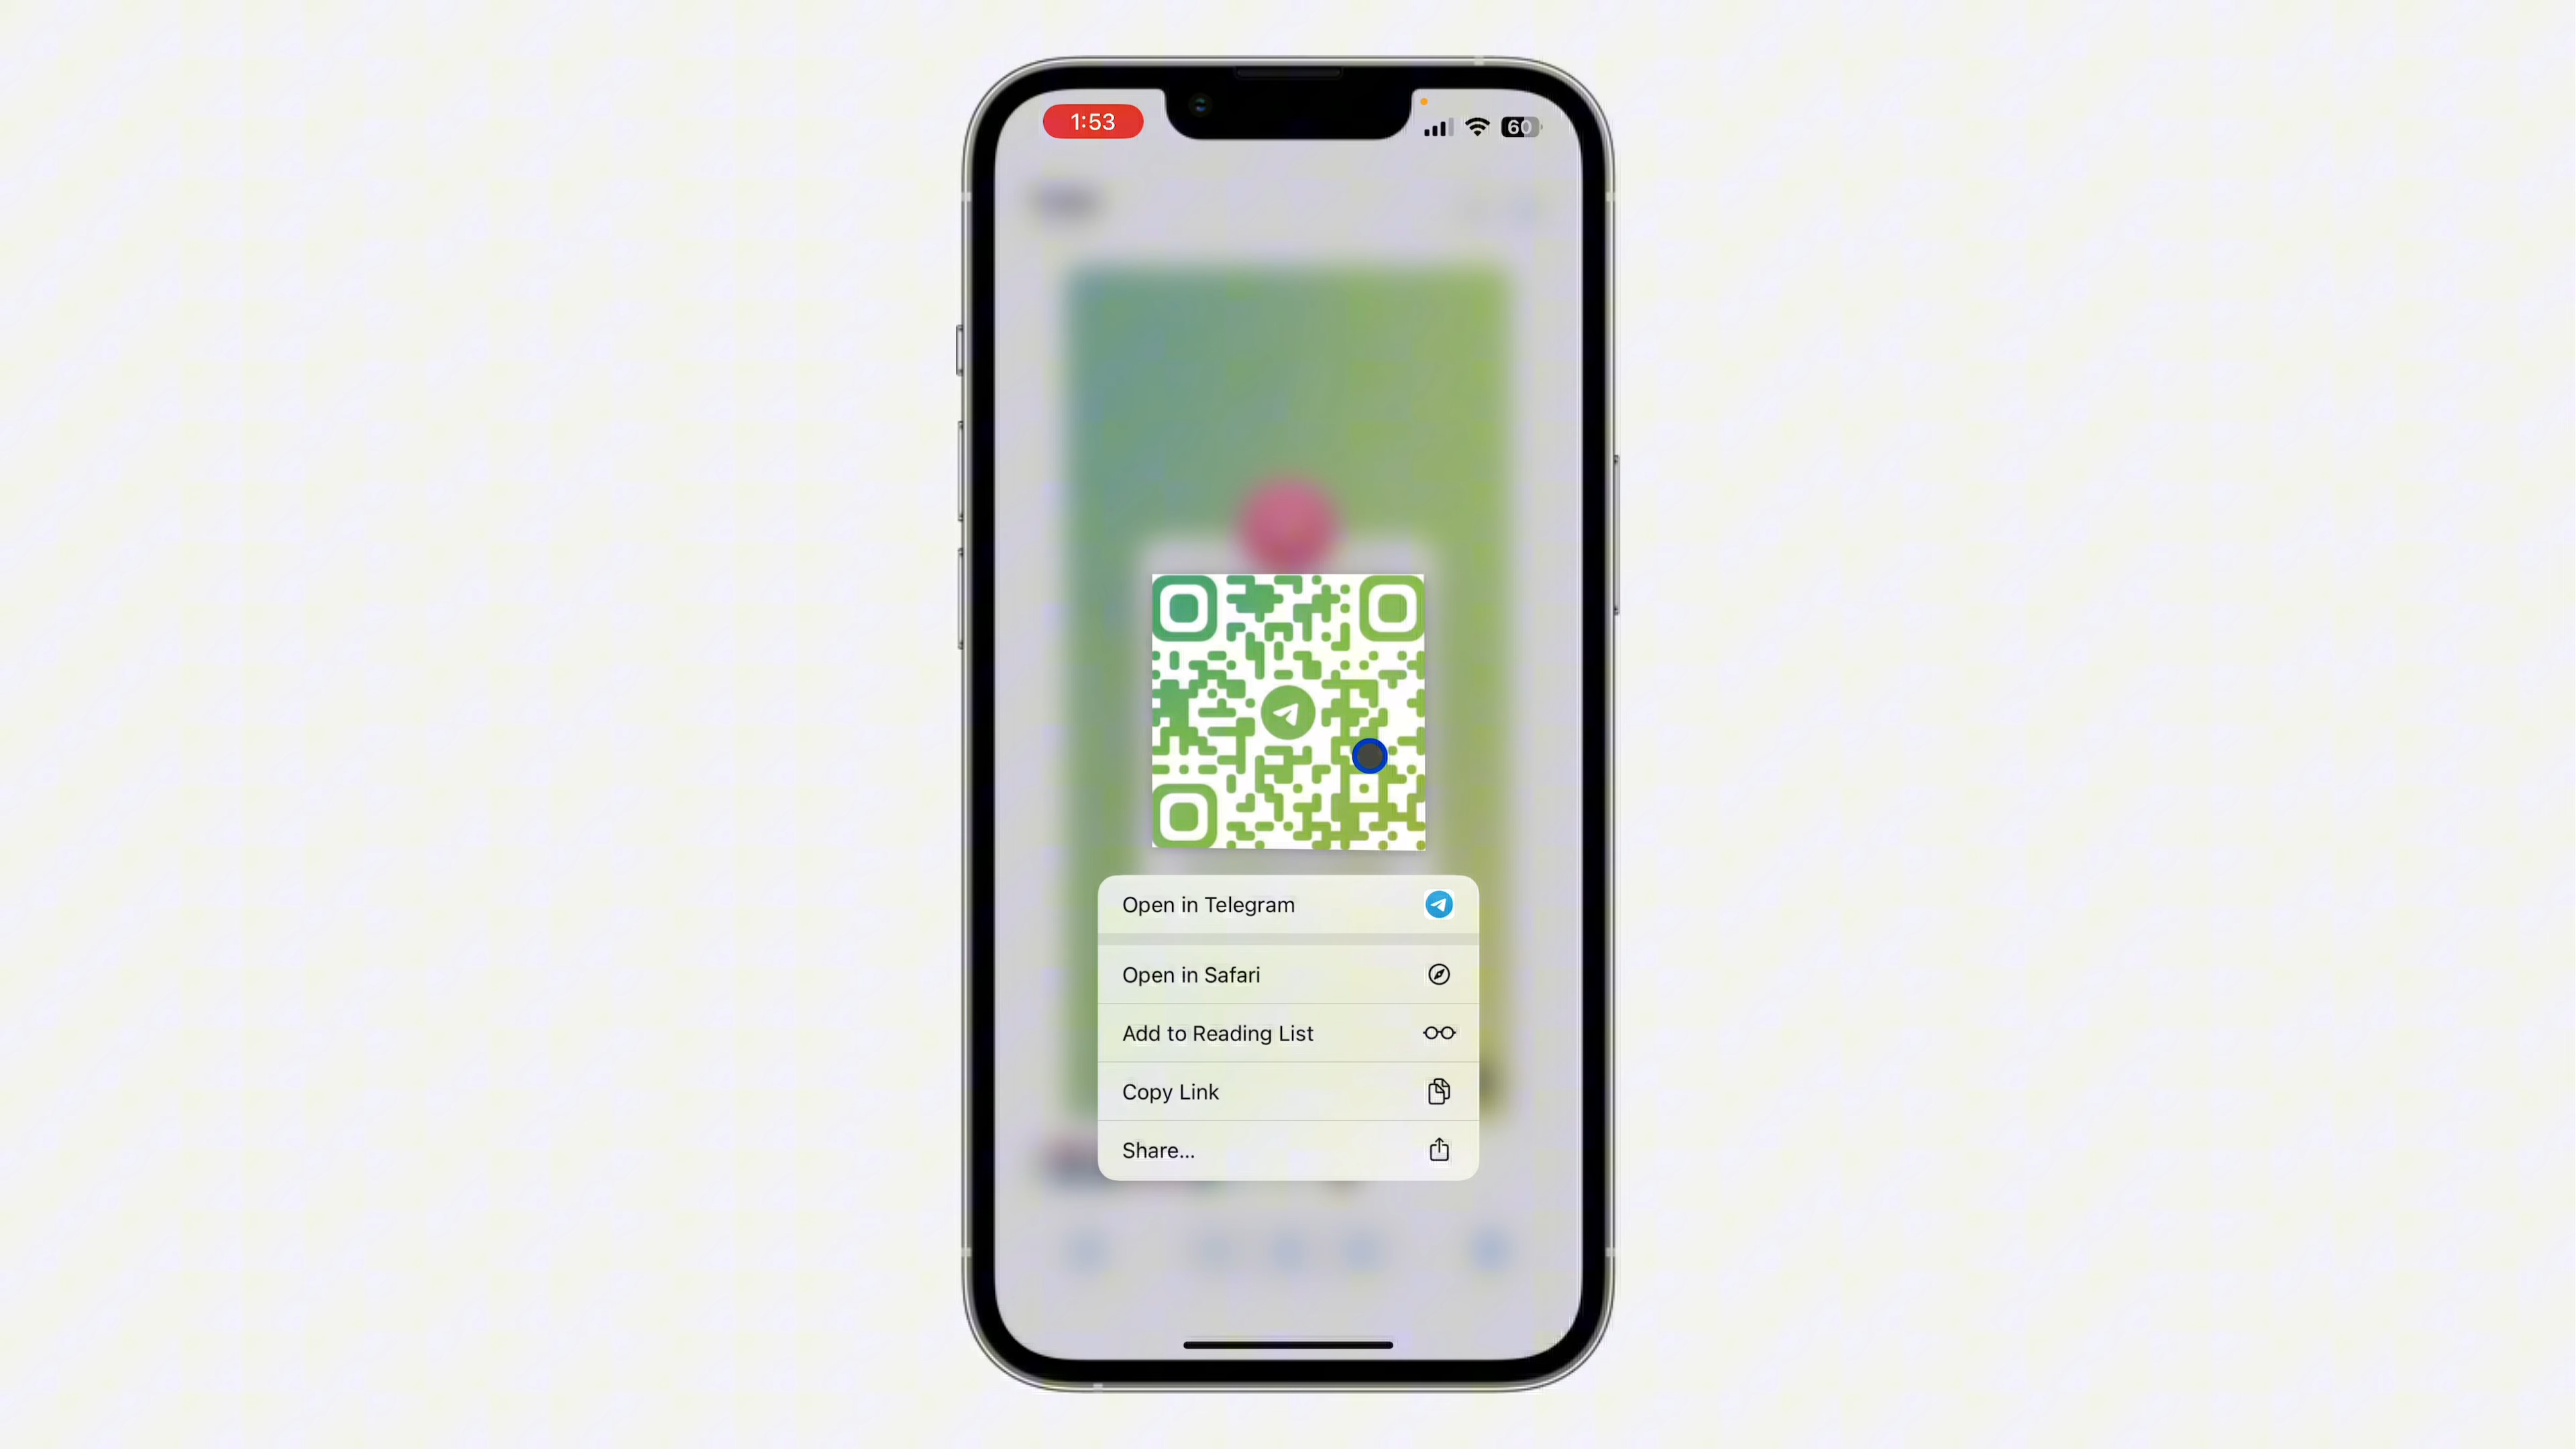 1:53
60
Open in Telegram
Open in Safari
Add to Reading List
Copy Link
Share...